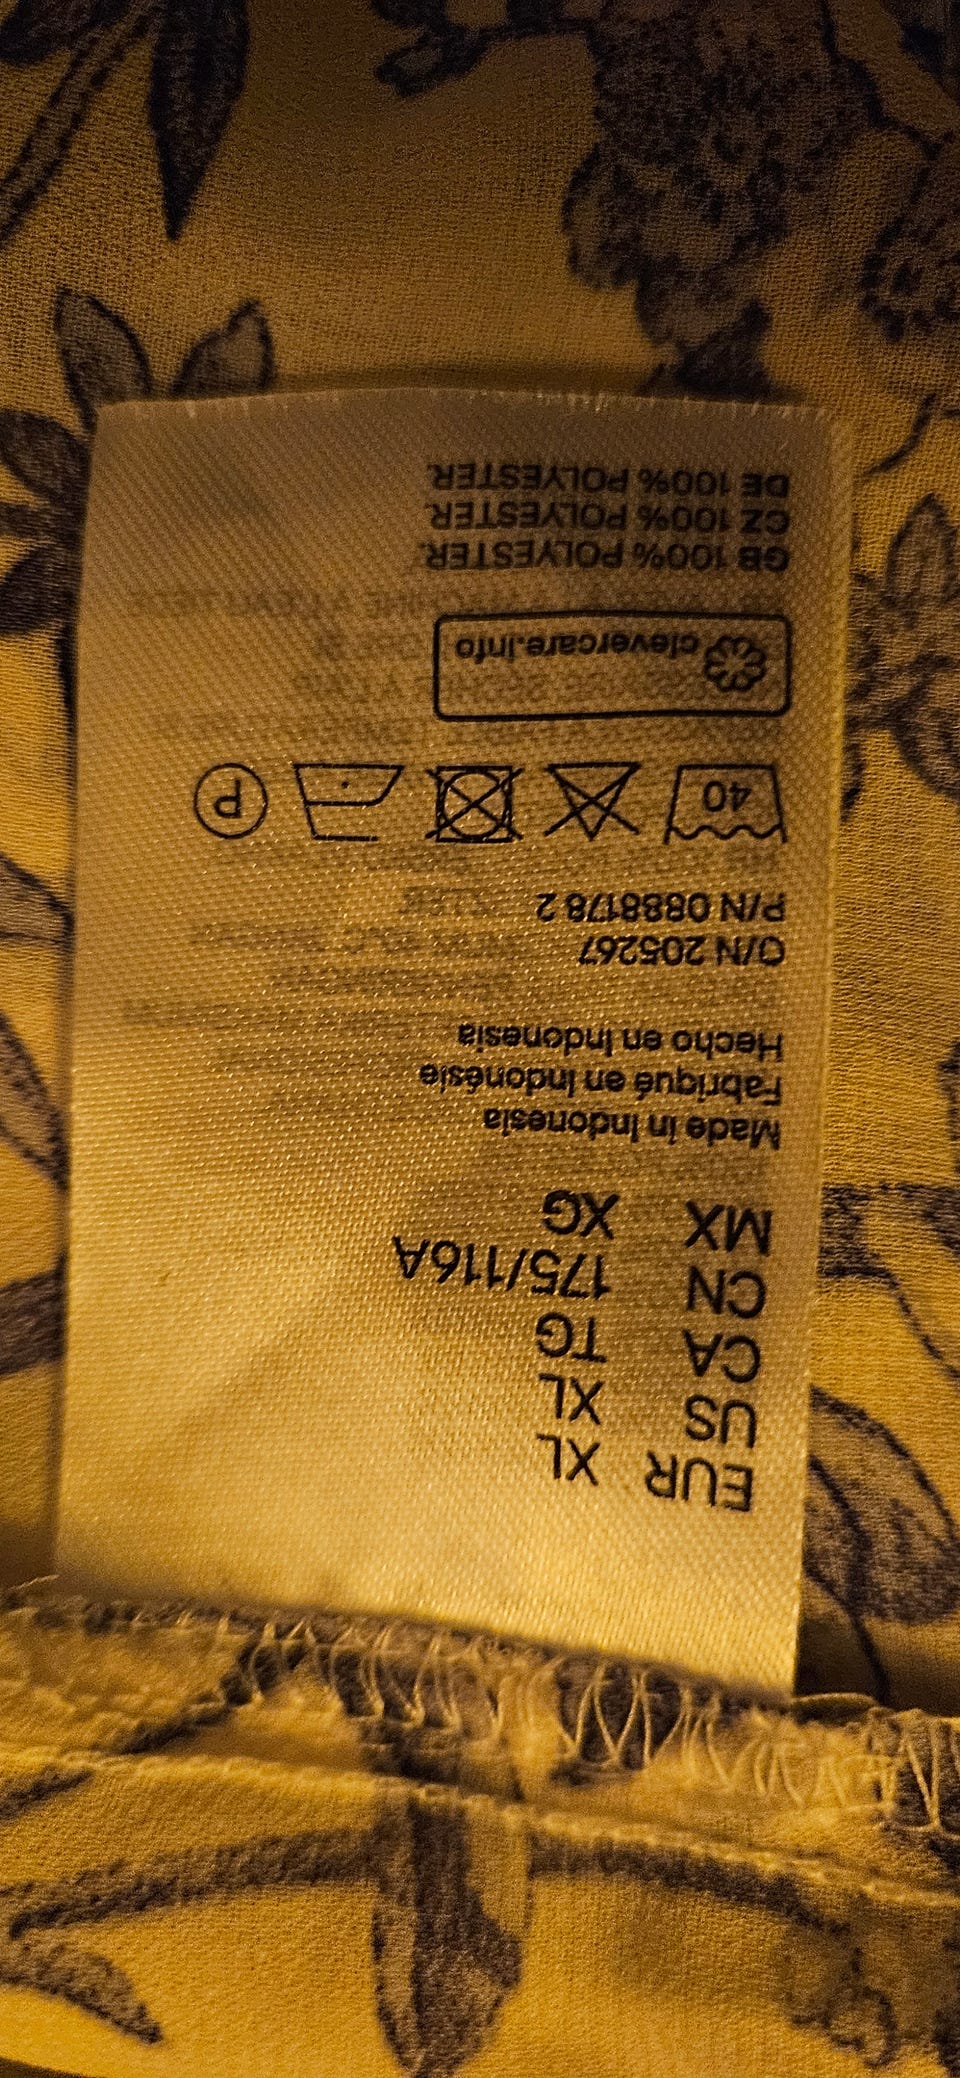 EUR XL
US XL
CA TG
CN 175/116A
MX XG
Made in Indonesia
Fabriqué en Indonésie
Hecho en Indonesia
O/N 205267
P/N 0888178 2
40 P
clevercare.info
GB 100% POLYESTER.
CZ 100% POLYESTER.
DE 100% POLYESTER.